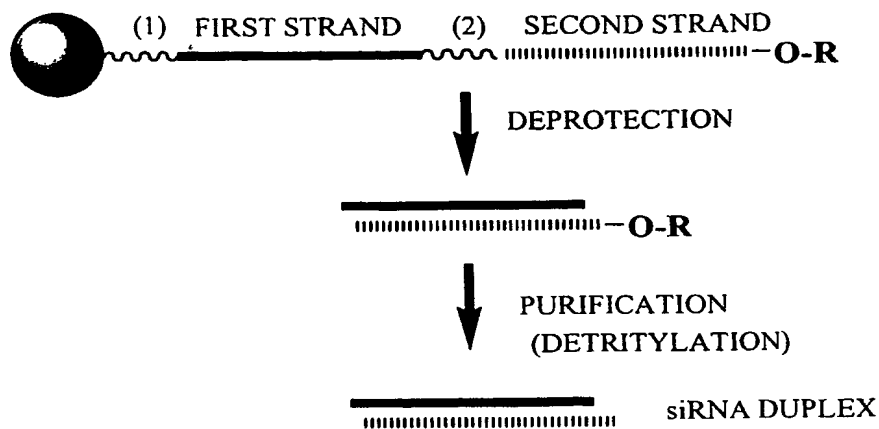 (1) FIRST STRAND (2) SECOND STRAND
O-R
DEPROTECTION
O-R
PURIFICATION
(DETRITYLATION)
siRNA DUPLEX